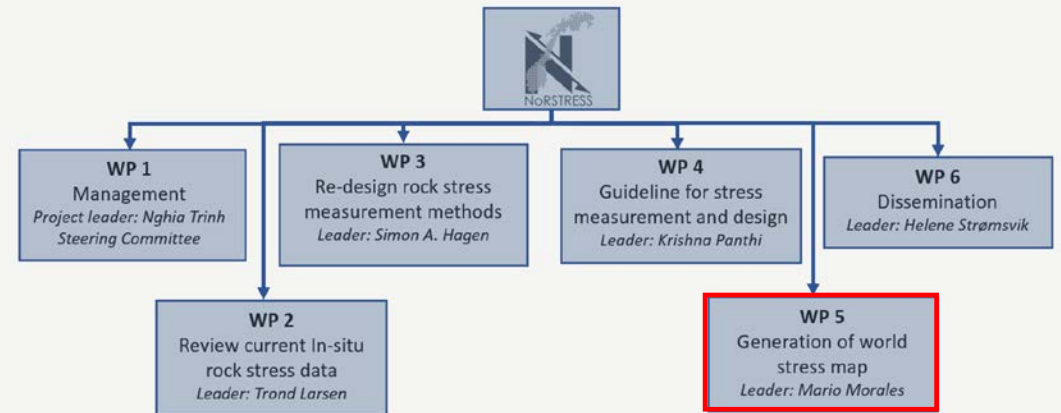 NoRSTRESS
WP 1
Management
Project leader: Nghia Trinh
Steering Committee
WP 3
Re-design rock stress
measurement methods
Leader: Simon A. Hagen
WP 4
Guideline for stress
measurement and design
Leader: Krishna Panthi
WP 6
Dissemination
Leader: Helene Strømsvik
WP 2
Review current In-situ
rock stress data
Leader: Trond Larsen
WP 5
Generation of world
stress map
Leader: Mario Morales